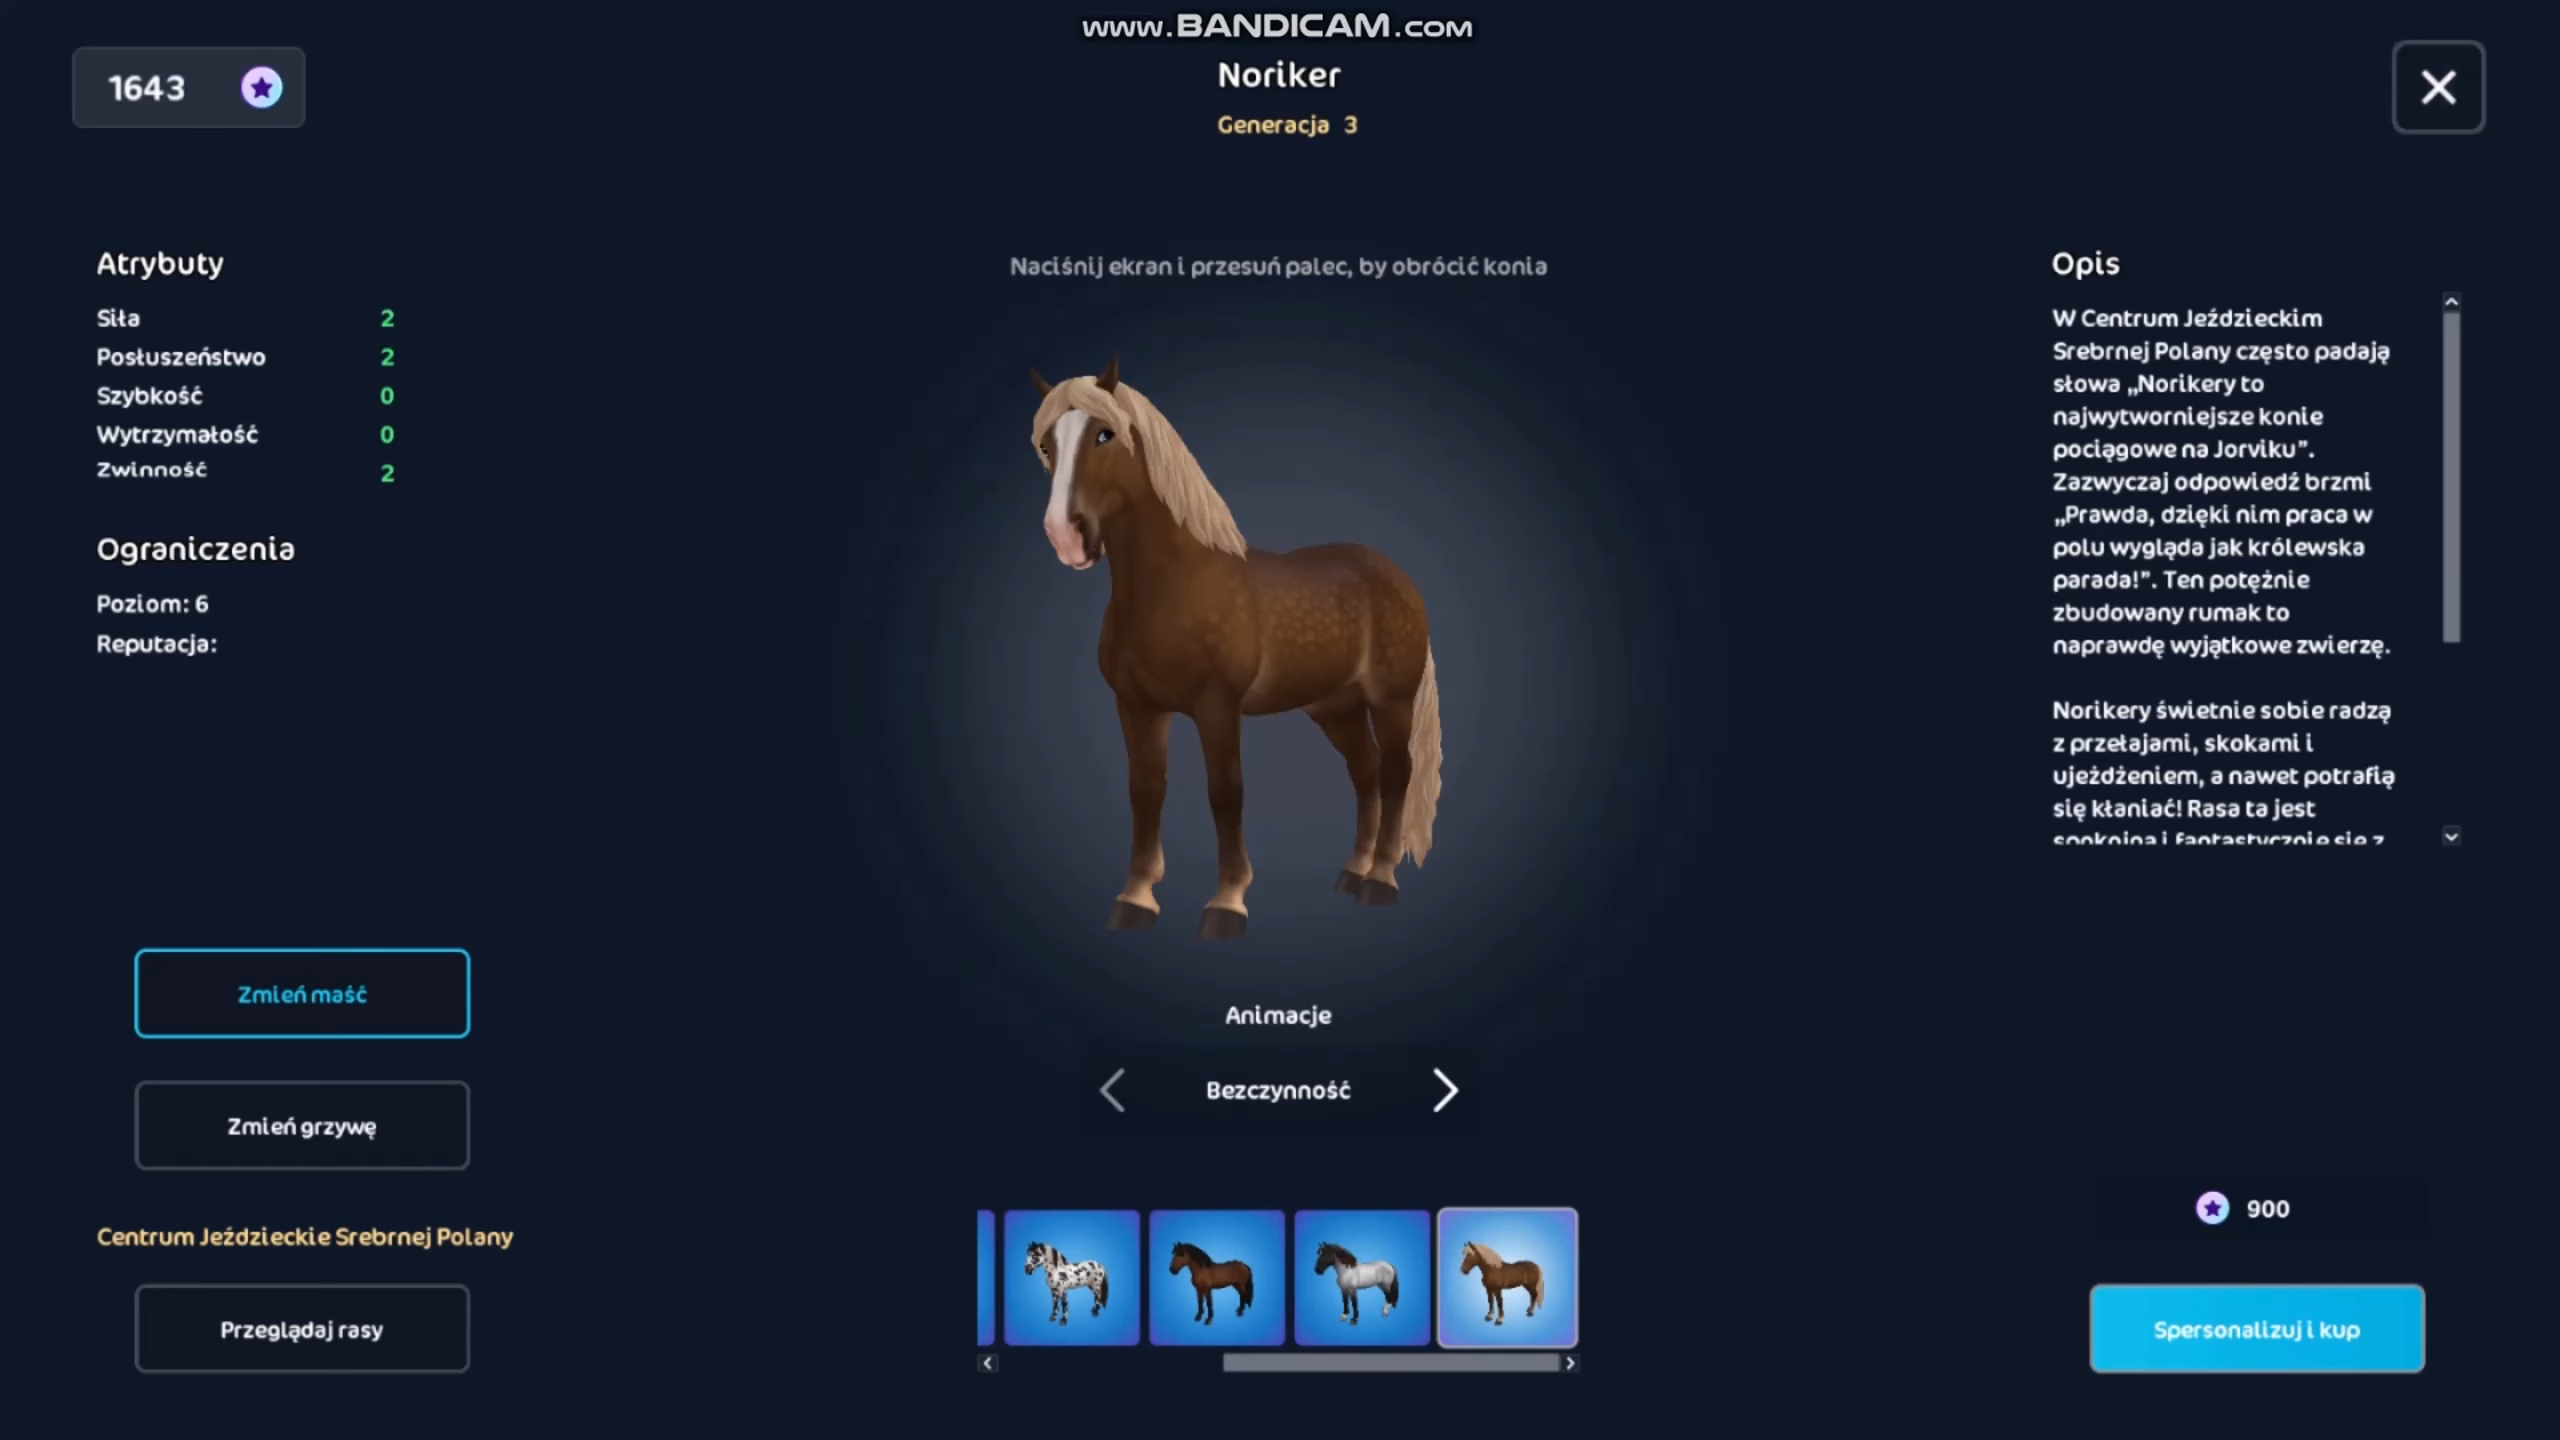 www.BANDICAM.com
1643
Noriker
Generacja 3
Atrybuty
Siła 2
Posłuszeństwo 2
Szybkość 0
Wytrzymałość 0
Zwinność 2
Ograniczenia
Poziom: 6
Reputacja:
Naciśnij ekran i przesuń palec, by obrócić konia
Opis
W Centrum Jeździeckim
Srebrnej Polany często padają
słowa „Norikery to
najwytworniejsze konie
pociągowe na Jorviku”.
Zazwyczaj odpowiedź brzmi
„Prawda, dzięki nim praca w
polu wygląda jak królewska
parada!”. Ten potężnie
zbudowany rumak to
naprawdę wyjątkowe zwierzę.
Norikery świetnie sobie radzą
z przełajami, skokami i
ujeżdżeniem, a nawet potrafią
się kłaniać! Rasa ta jest
spokojna i fantastycznie się z
Zmień maść
Zmień grzywę
Centrum Jeździeckie Srebrnej Polany
Przeglądaj rasy
Animacje
Bezczynność
900
Spersonalizuj i kup